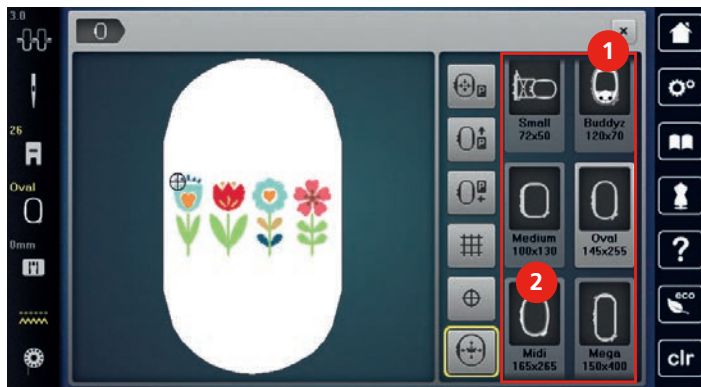 3.0
26
Oval
0mm
1
Small
72x50
Buddyz
120x70
Medium
100x130
Oval
145x255
2
Midi
165x265
Mega
150x400
P
P
P
?
eco
clr